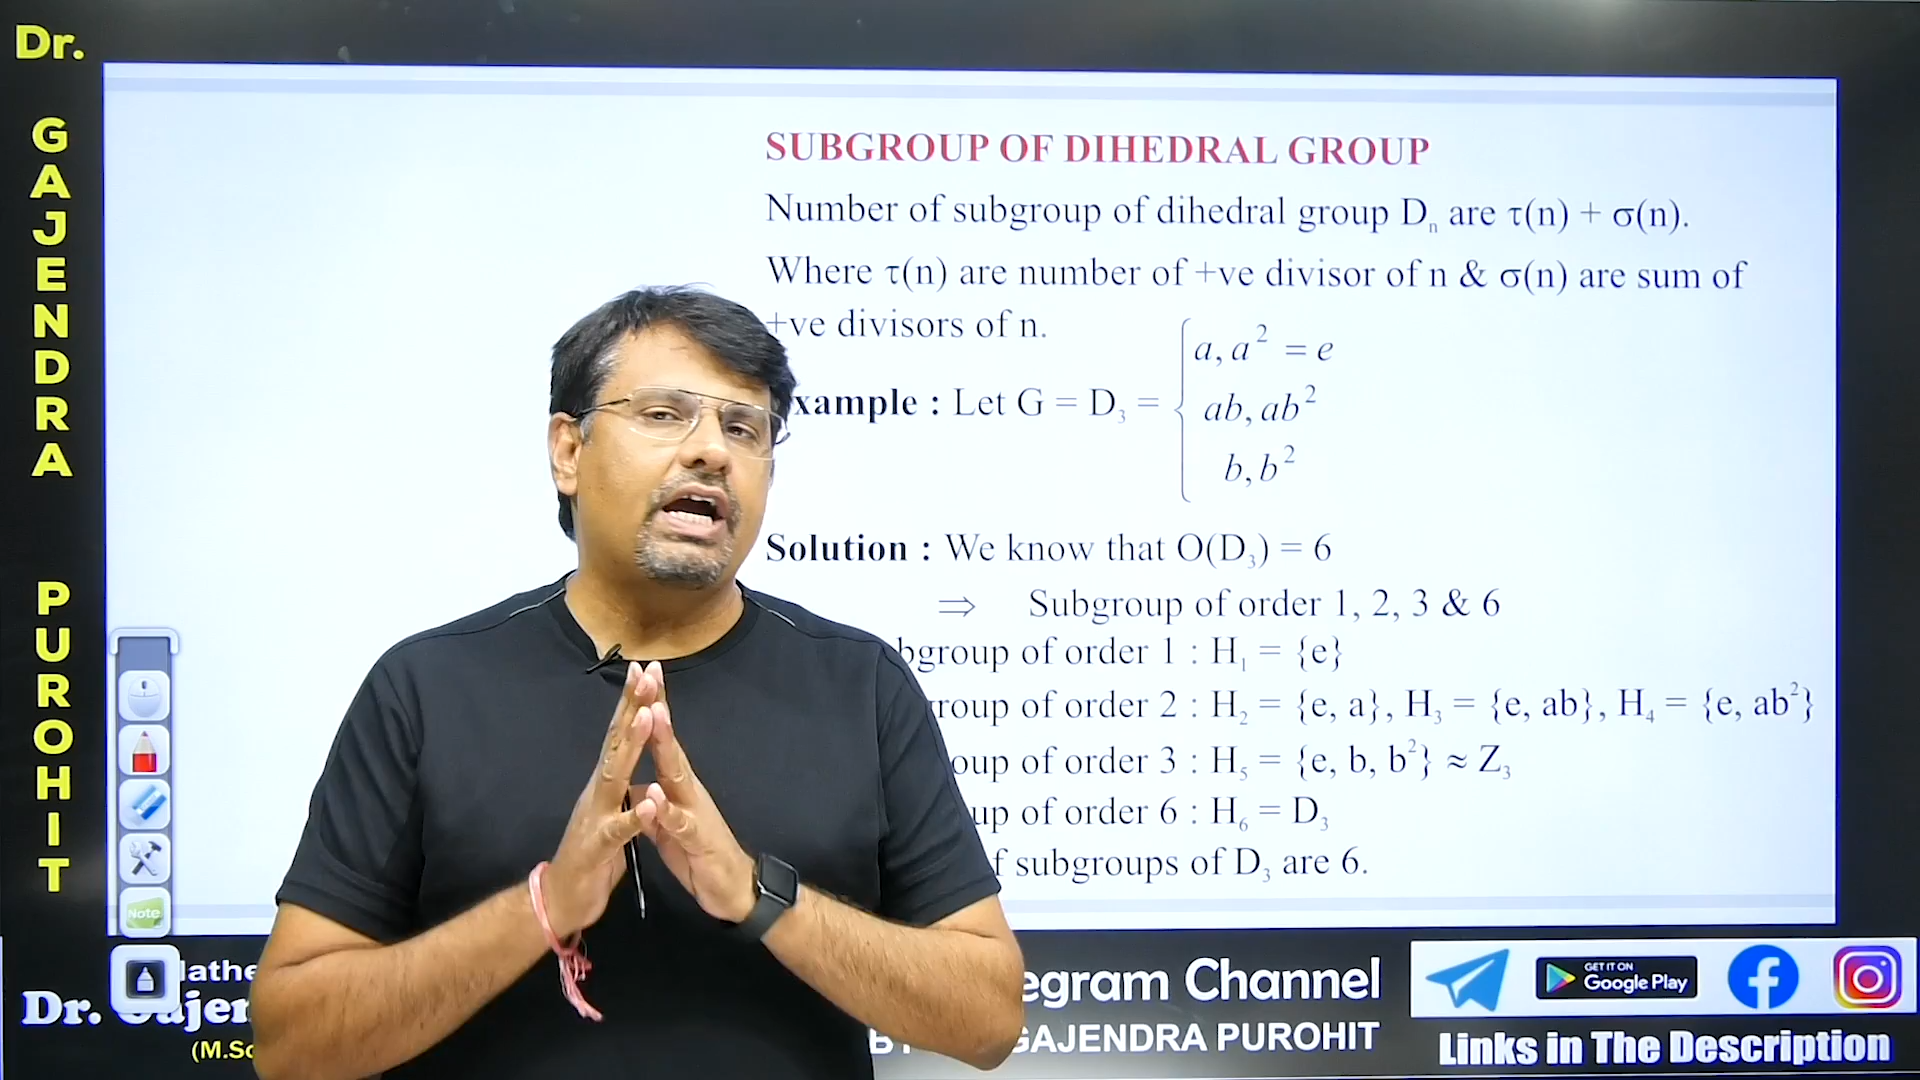 Dr.
GAJENDRA
PUROHIT
SUBGROUP OF DIHEDRAL GROUP
Number of subgroup of dihedral group Dₙ are τ(n) + σ(n).
Where τ(n) are number of +ve divisor of n & σ(n) are sum of
+ve divisors of n.
a, a² = e
xample : Let G = D₃ =
ab, ab²
b, b²
Solution : We know that O(D₃) = 6
⇒ Subgroup of order 1, 2, 3 & 6
bgroup of order 1 : H₁ = {e}
roup of order 2 : H₂ = {e, a}, H₃ = {e, ab}, H₄ = {e, ab²}
oup of order 3 : H₅ = {e, b, b²} ≈ Z₃
up of order 6 : H₆ = D₃
f subgroups of D₃ are 6.
Note
Dr.
(M.Sc
egram Channel
GAJENDRA PUROHIT
GET IT ON
Google Play
Links in The Description